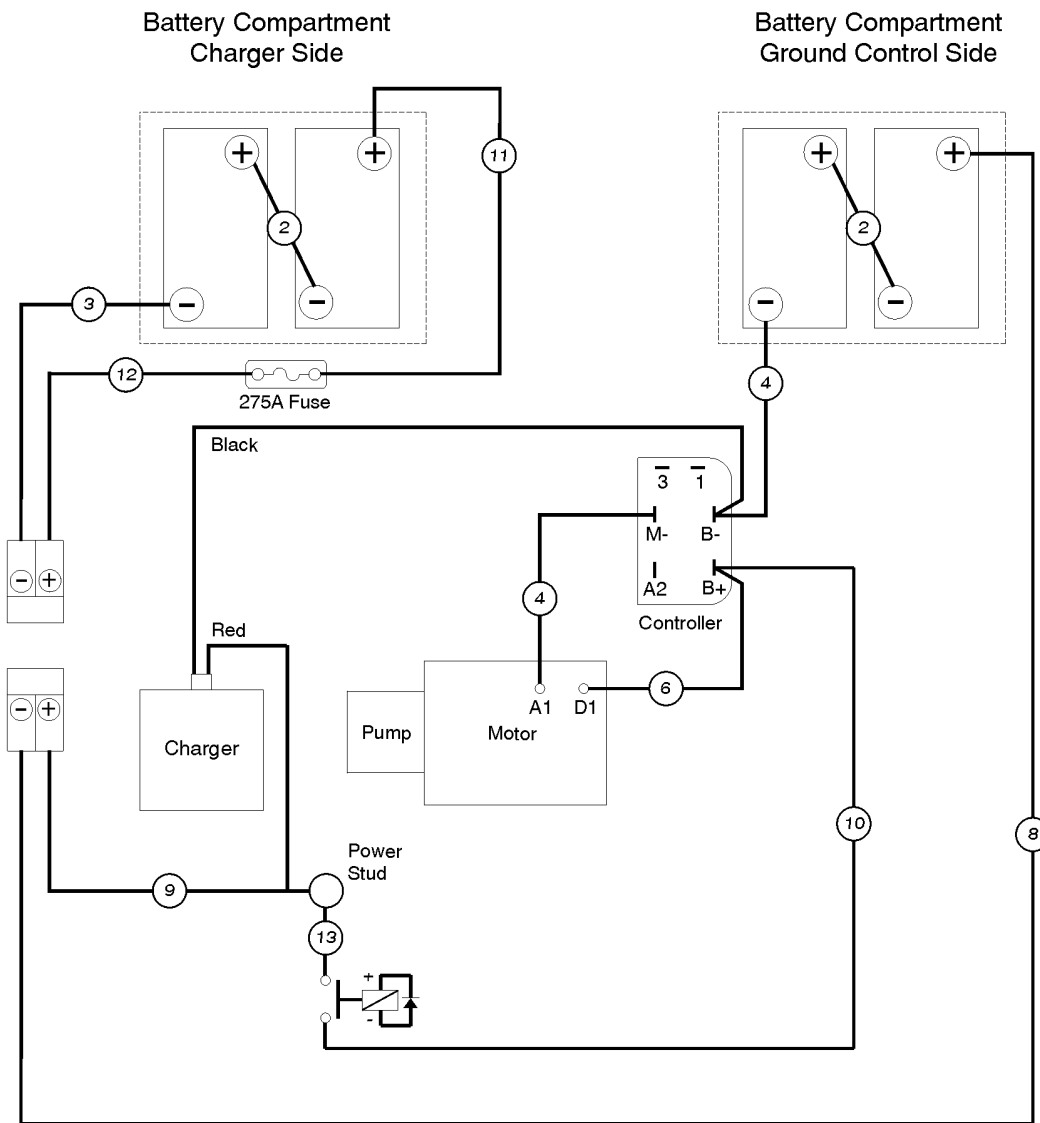 Battery Compartment
Charger Side
Battery Compartment
Ground Control Side
+
+
+
+
11
2
2
-
-
-
-
3
12
275A Fuse
4
Black
3 1
M- B-
A2 B+
Controller
- +
4
Red
6
A1 D1
- +
Charger
Pump
Motor
10
8
Power
Stud
9
13
+
-